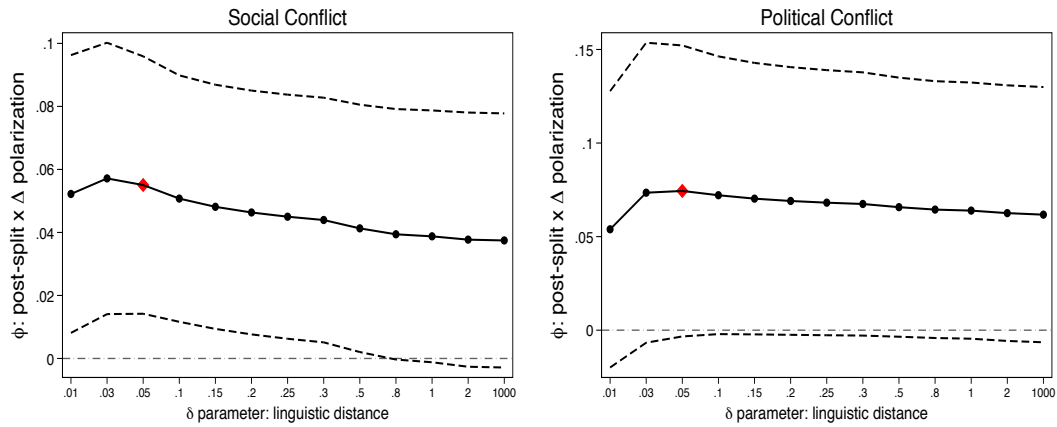 Social Conflict
φ: post-split x Δ polarization
.1
.08
.06
.04
.02
0
.01 .03 .05 .1 .15 .2 .25 .3 .5 .8 1 2 1000
δ parameter: linguistic distance
Political Conflict
φ: post-split x Δ polarization
.15
.1
.05
0
.01 .03 .05 .1 .15 .2 .25 .3 .5 .8 1 2 1000
δ parameter: linguistic distance